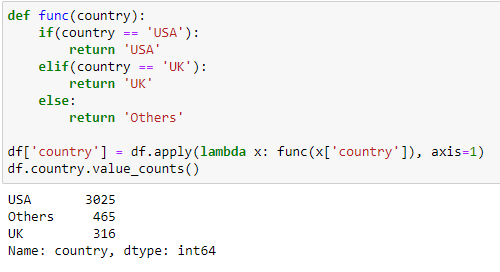 def func(country):
    if(country == 'USA'):
        return 'USA'
    elif(country == 'UK'):
        return 'UK'
    else:
        return 'Others'
df['country'] = df.apply(lambda x: func(x['country']), axis=1)
df.country.value_counts()
USA       3025
Others     465
UK         316
Name: country, dtype: int64